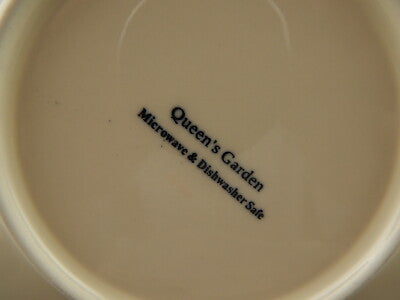 Queen's Garden
Microwave & Dishwasher Safe